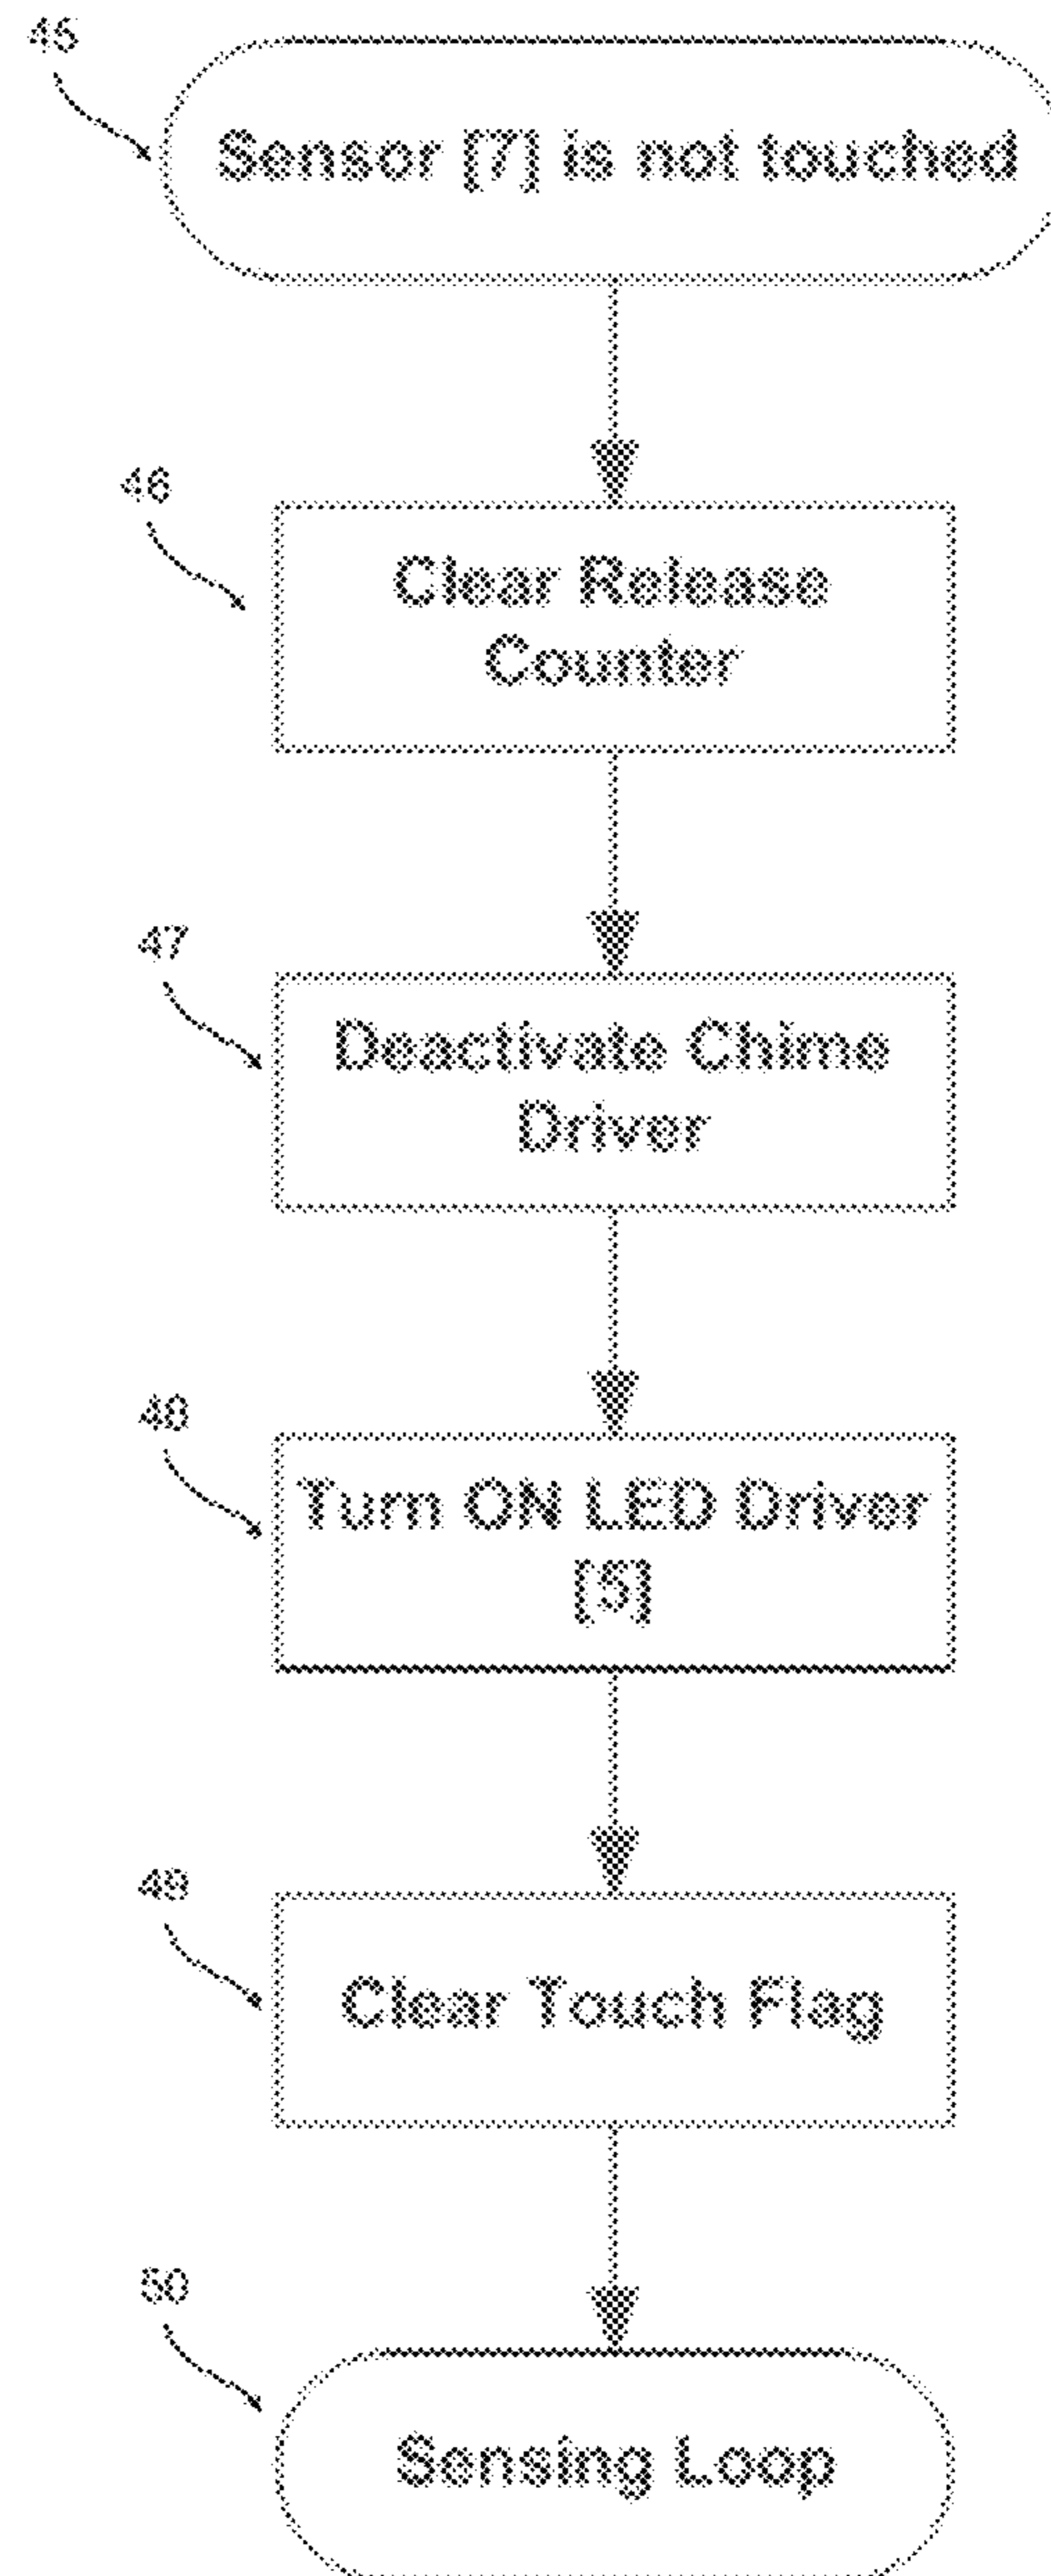 45
Sensor [7] is not touched
46
Clear Release
Counter
47
Deactivate Chime
Driver
48
Turn ON LED Driver
[5]
49
Clear Touch Flag
50
Sensing Loop